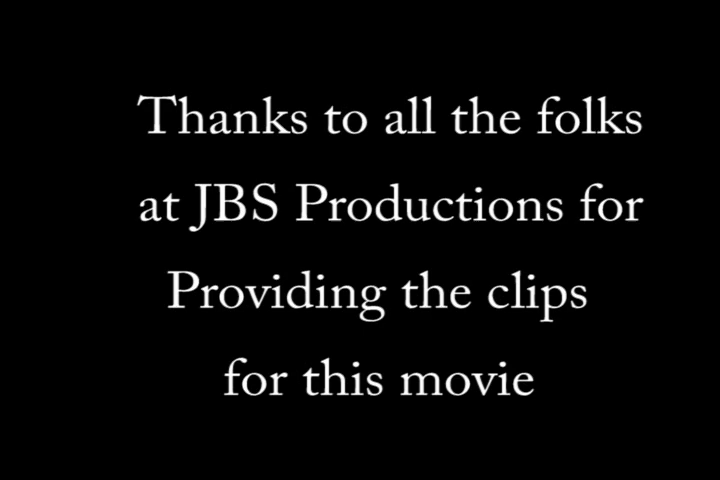 Thanks to all the folks
at JBS Productions for
Providing the clips
for this movie